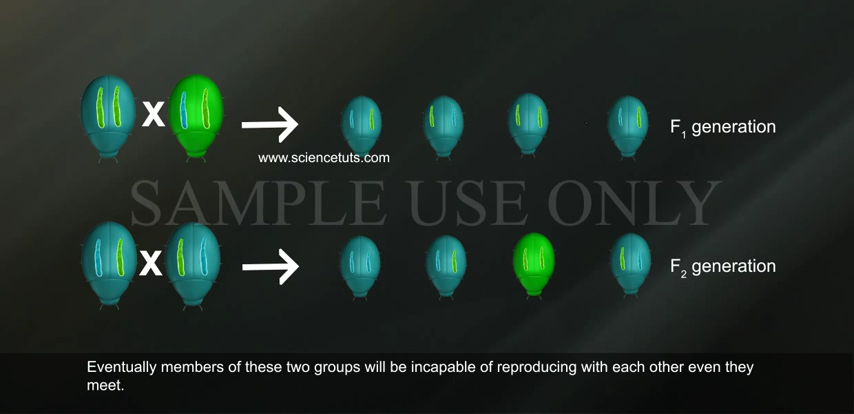 X
F1 generation
www.sciencetuts.com
SAMPLE USE ONLY
X
F2 generation
Eventually members of these two groups will be incapable of reproducing with each other even they
meet.